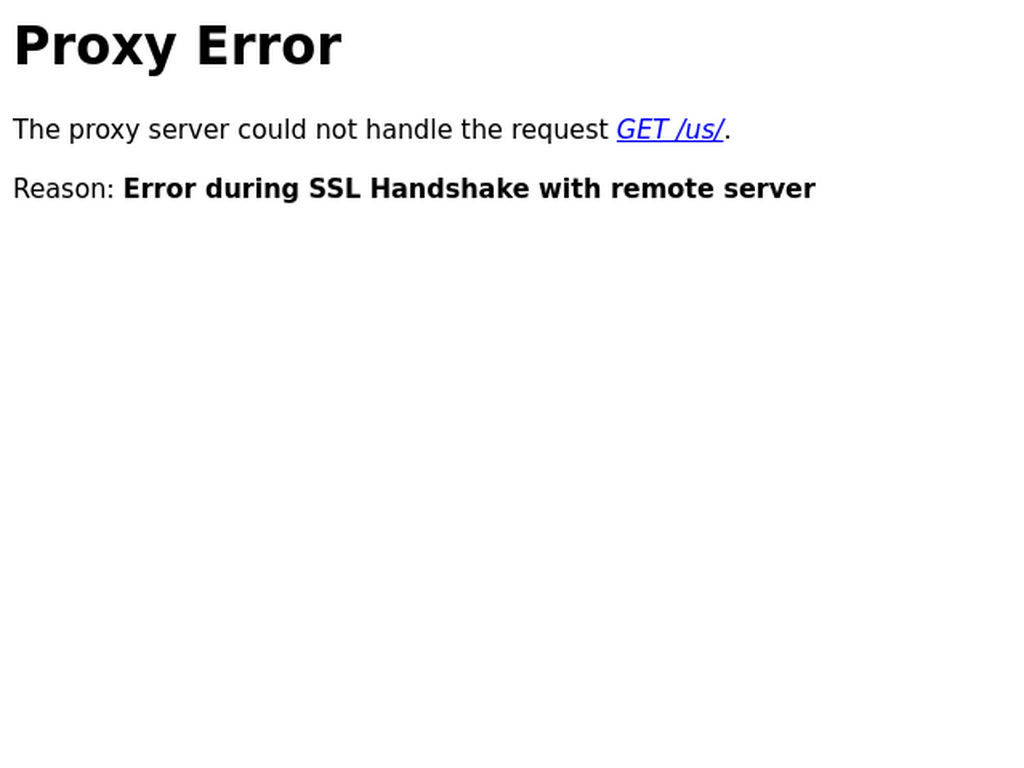 Proxy Error
The proxy server could not handle the request GET /us/.
Reason: Error during SSL Handshake with remote server